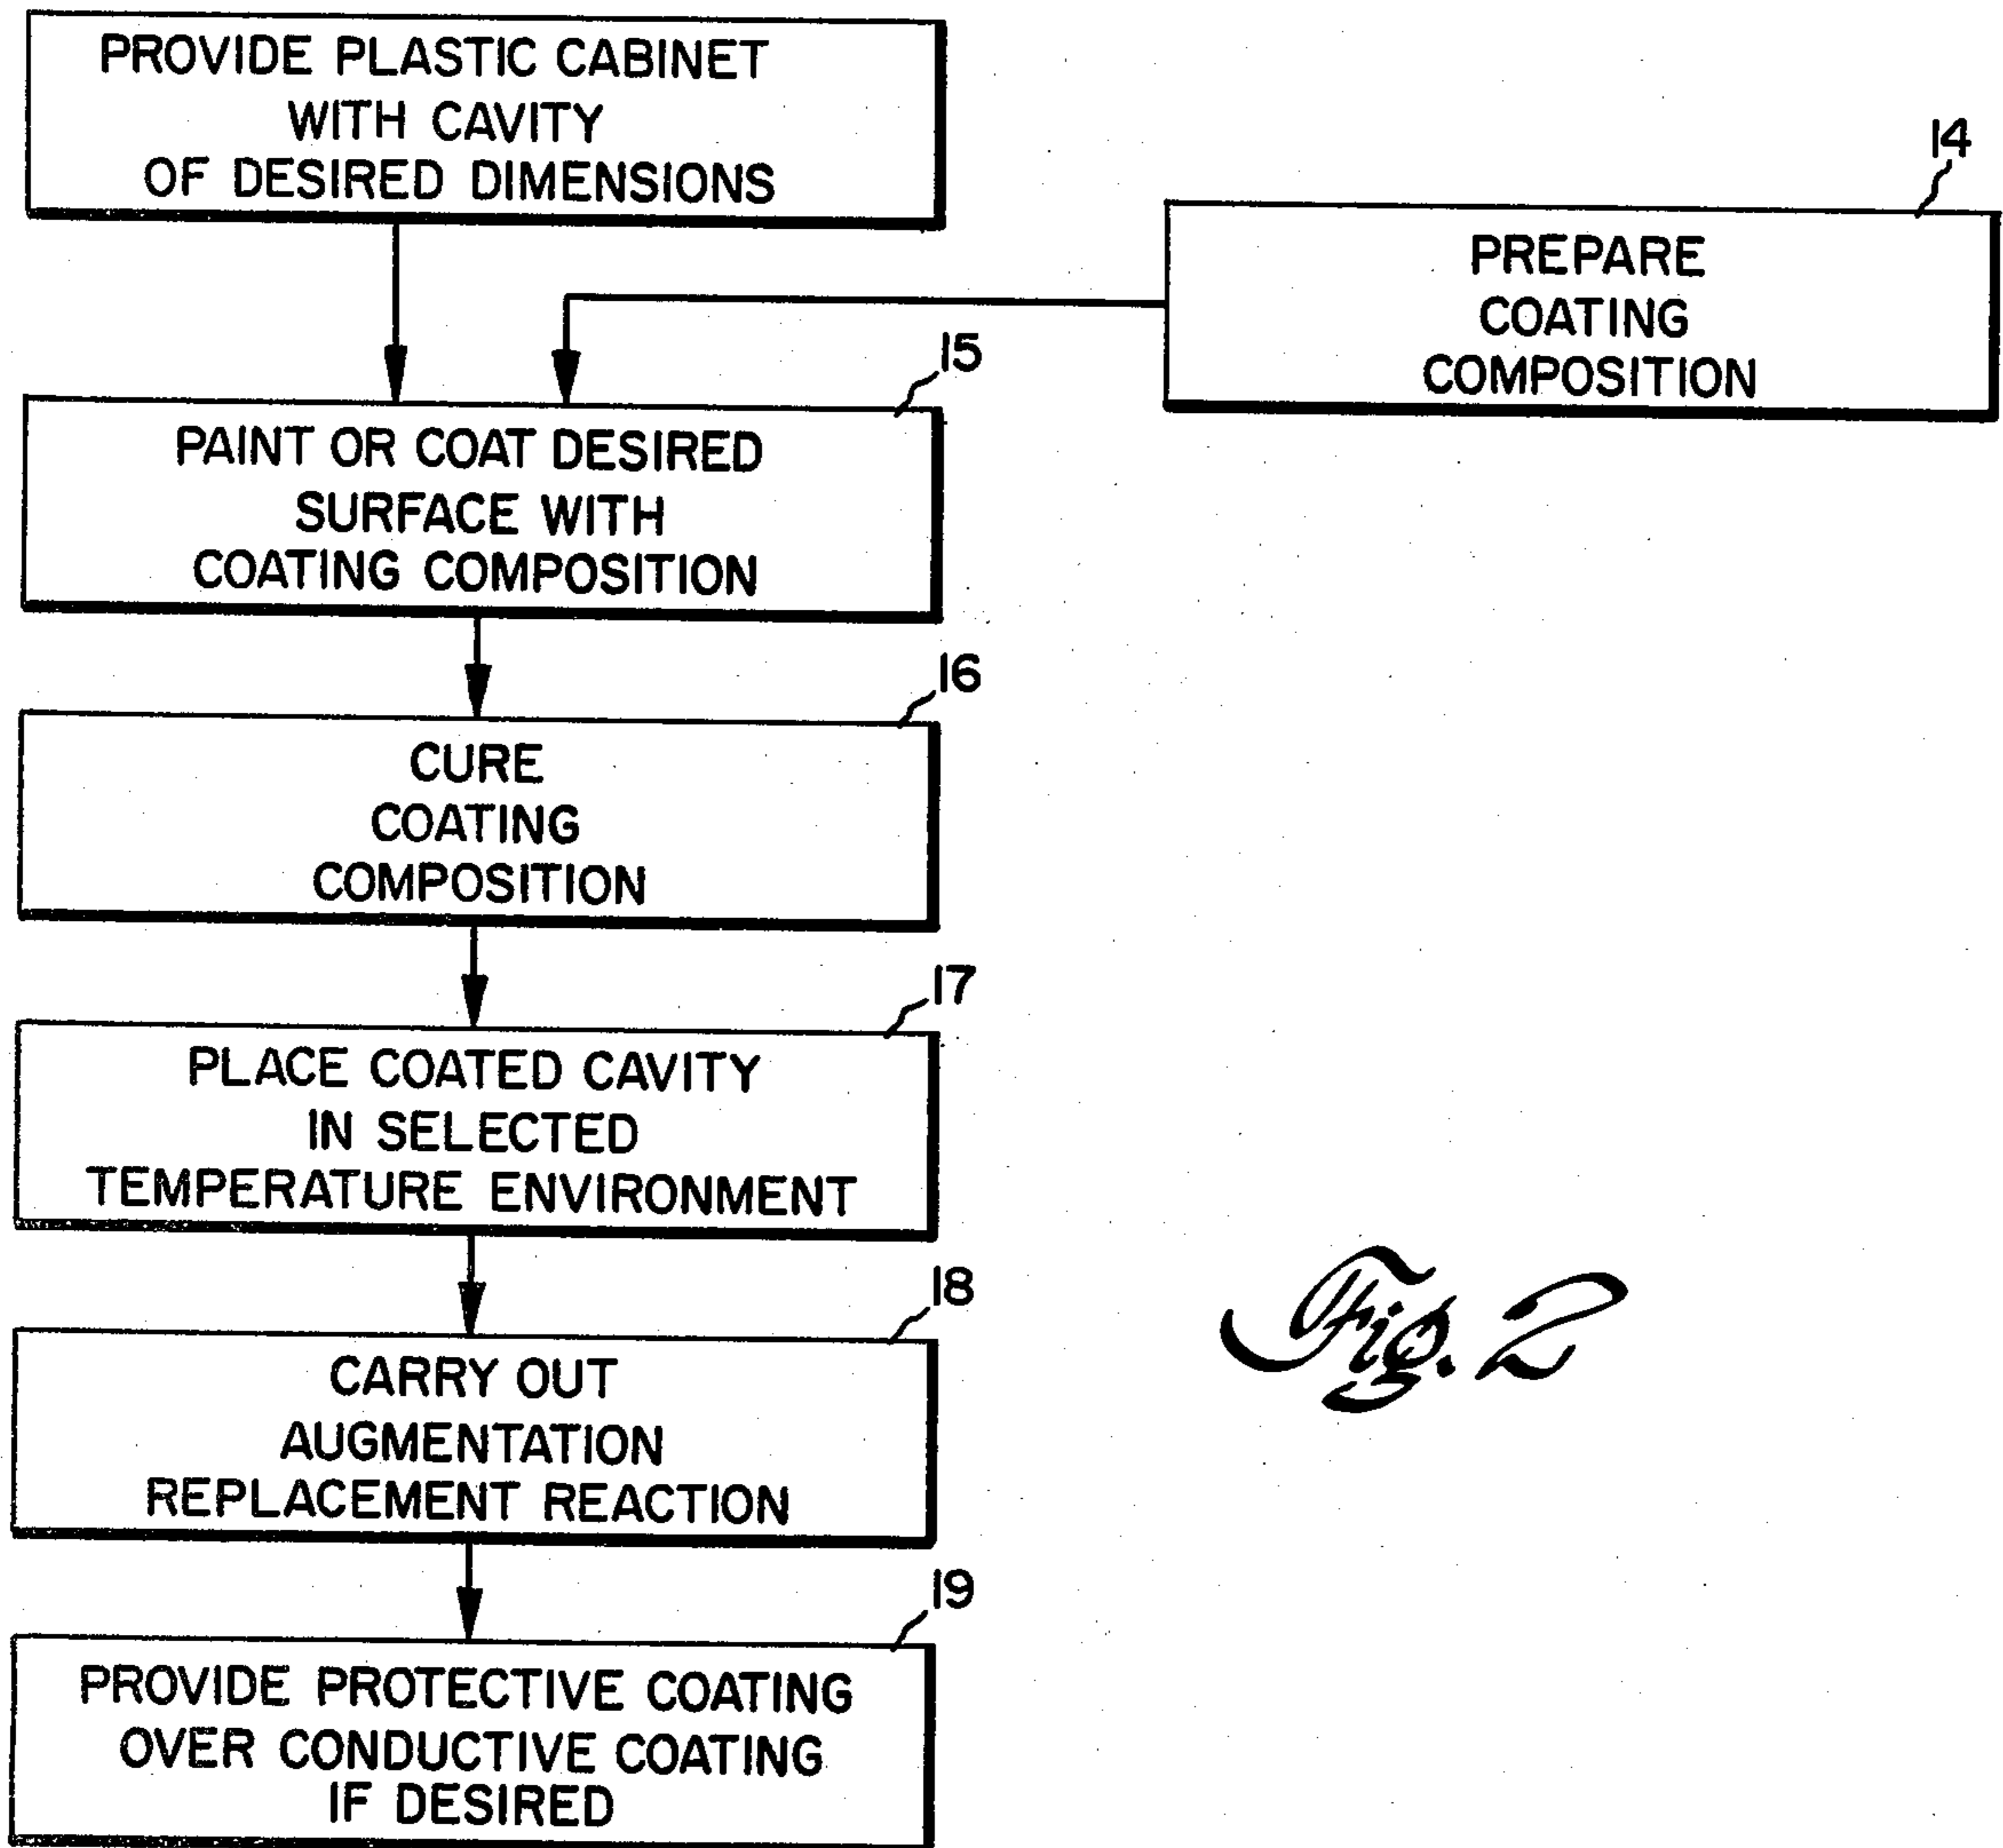 PROVIDE PLASTIC CABINET
WITH CAVITY
OF DESIRED DIMENSIONS
14
PREPARE
COATING
COMPOSITION
15
PAINT OR COAT DESIRED
SURFACE WITH
COATING COMPOSITION
16
CURE
COATING
COMPOSITION
17
PLACE COATED CAVITY
IN SELECTED
TEMPERATURE ENVIRONMENT
18
CARRY OUT
AUGMENTATION
REPLACEMENT REACTION
19
PROVIDE PROTECTIVE COATING
OVER CONDUCTIVE COATING
IF DESIRED
Fig. 2